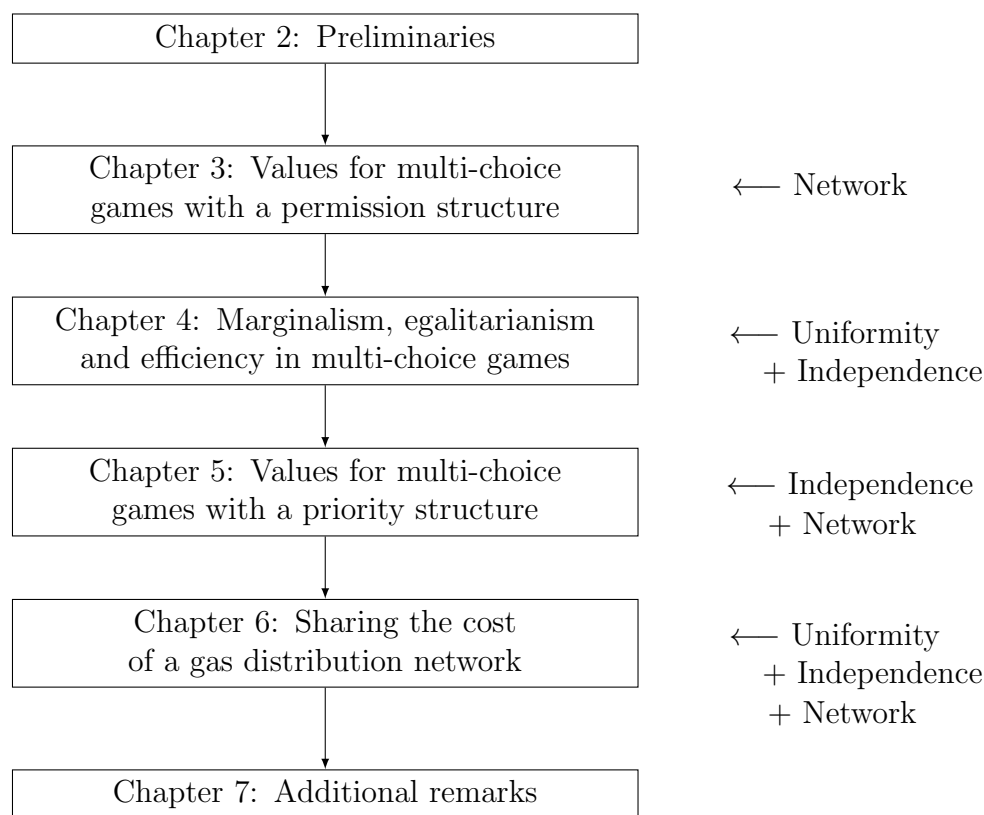 Chapter 2: Preliminaries
Chapter 3: Values for multi-choice
games with a permission structure
⟵ Network
Chapter 4: Marginalism, egalitarianism
and efficiency in multi-choice games
⟵ Uniformity
+ Independence
Chapter 5: Values for multi-choice
games with a priority structure
⟵ Independence
+ Network
Chapter 6: Sharing the cost
of a gas distribution network
⟵ Uniformity
+ Independence
+ Network
Chapter 7: Additional remarks